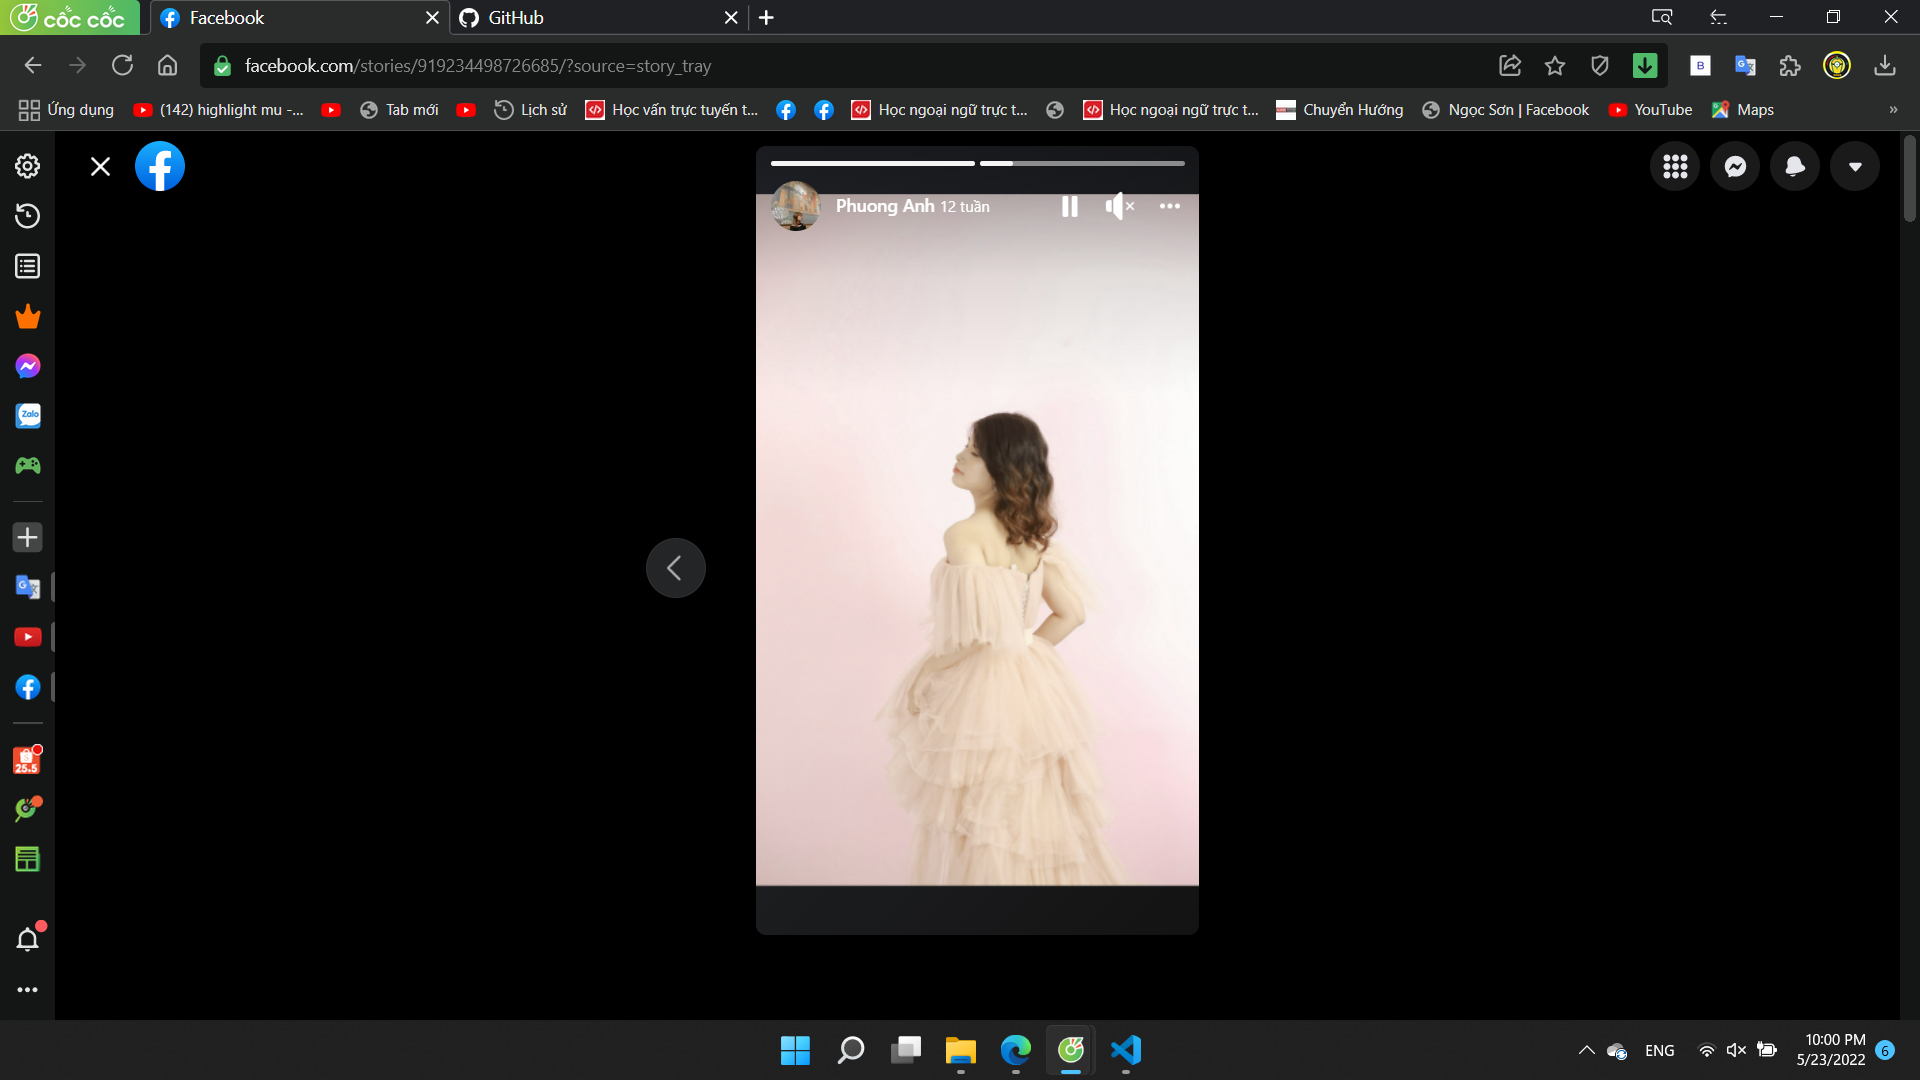 cốc cốc
Facebook
GitHub
facebook.com/stories/919234498726685/?source=story_tray
B
G
Ứng dụng
(142) highlight mu -...
Tab mới
Lịch sử
Học vấn trực tuyến t...
Học ngoại ngữ trực t...
Học ngoại ngữ trực t...
Chuyển Hướng
Ngọc Sơn | Facebook
YouTube
Maps
»
Phuong Anh 12 tuần
Zalo
G
25.5
ENG
10:00 PM
5/23/2022
6